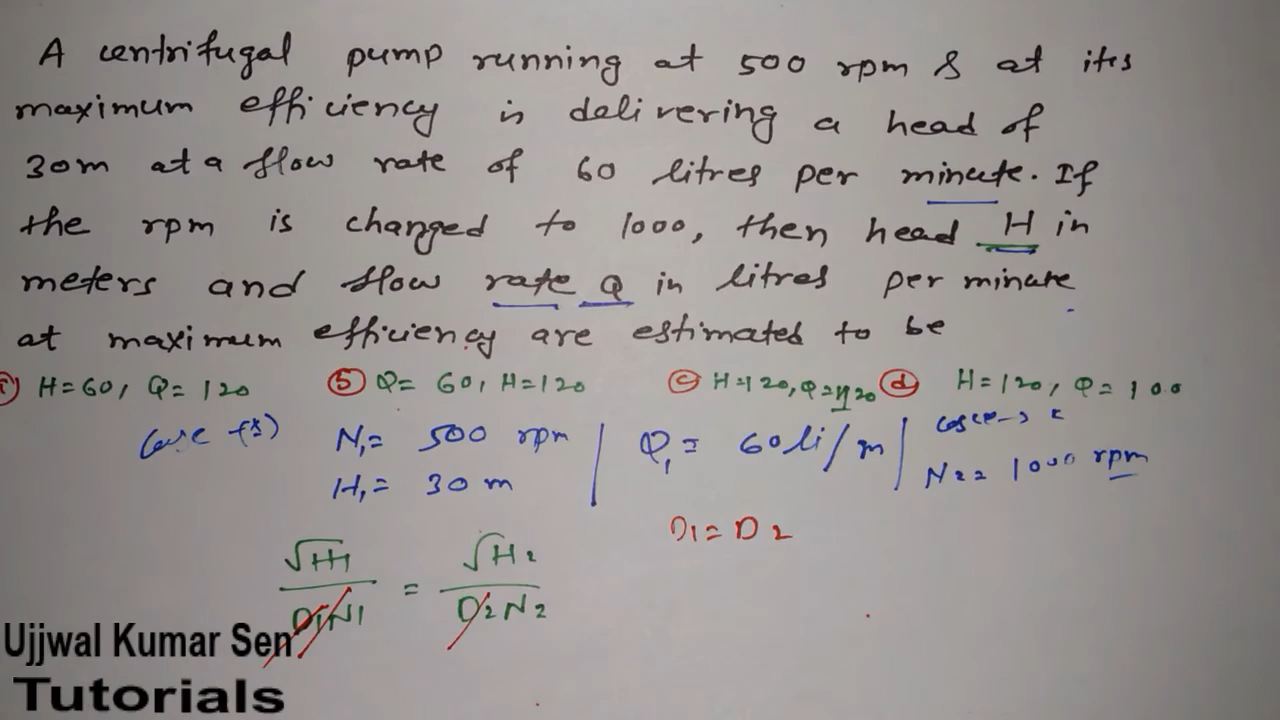 A centrifugal pump running at 500 rpm & at its
maximum efficiency is delivering a head of
30m at a flow rate of 60 litres per minute. If
the rpm is changed to 1000, then head H in
meters and flow rate Q in litres per minute
at maximum efficiency are estimated to be
H=60, Q=120 ⓑ Q= 60, H=120 ⓒ H=120, Q=120 ⓓ H=120, Q=100
Case
N₁= 500 rpm Q₁= 60 li/m
H₁= 30 m N₂= 1000 rpm
D₁=D₂
√H₁ / D₁N₁ = √H₂ / D₂N₂
Ujjwal Kumar Sen
Tutorials